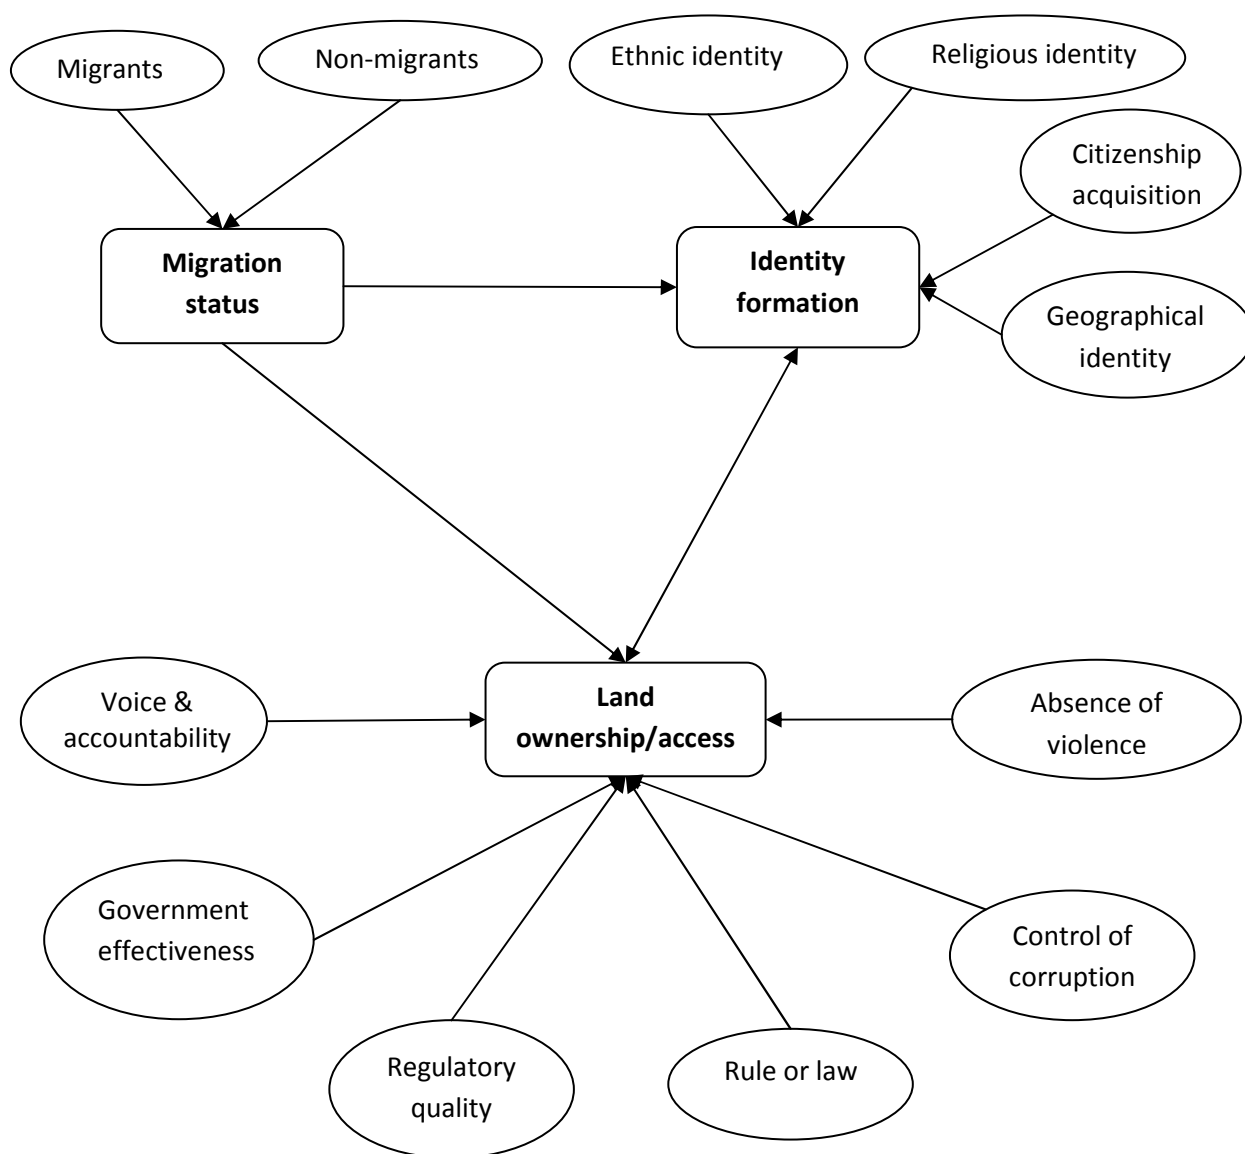 Migrants
Non-migrants
Ethnic identity
Religious identity
Citizenship
acquisition
Migration
status
Identity
formation
Geographical
identity
Voice &
accountability
Land
ownership/access
Absence of
violence
Government
effectiveness
Control of
corruption
Regulatory
quality
Rule or law